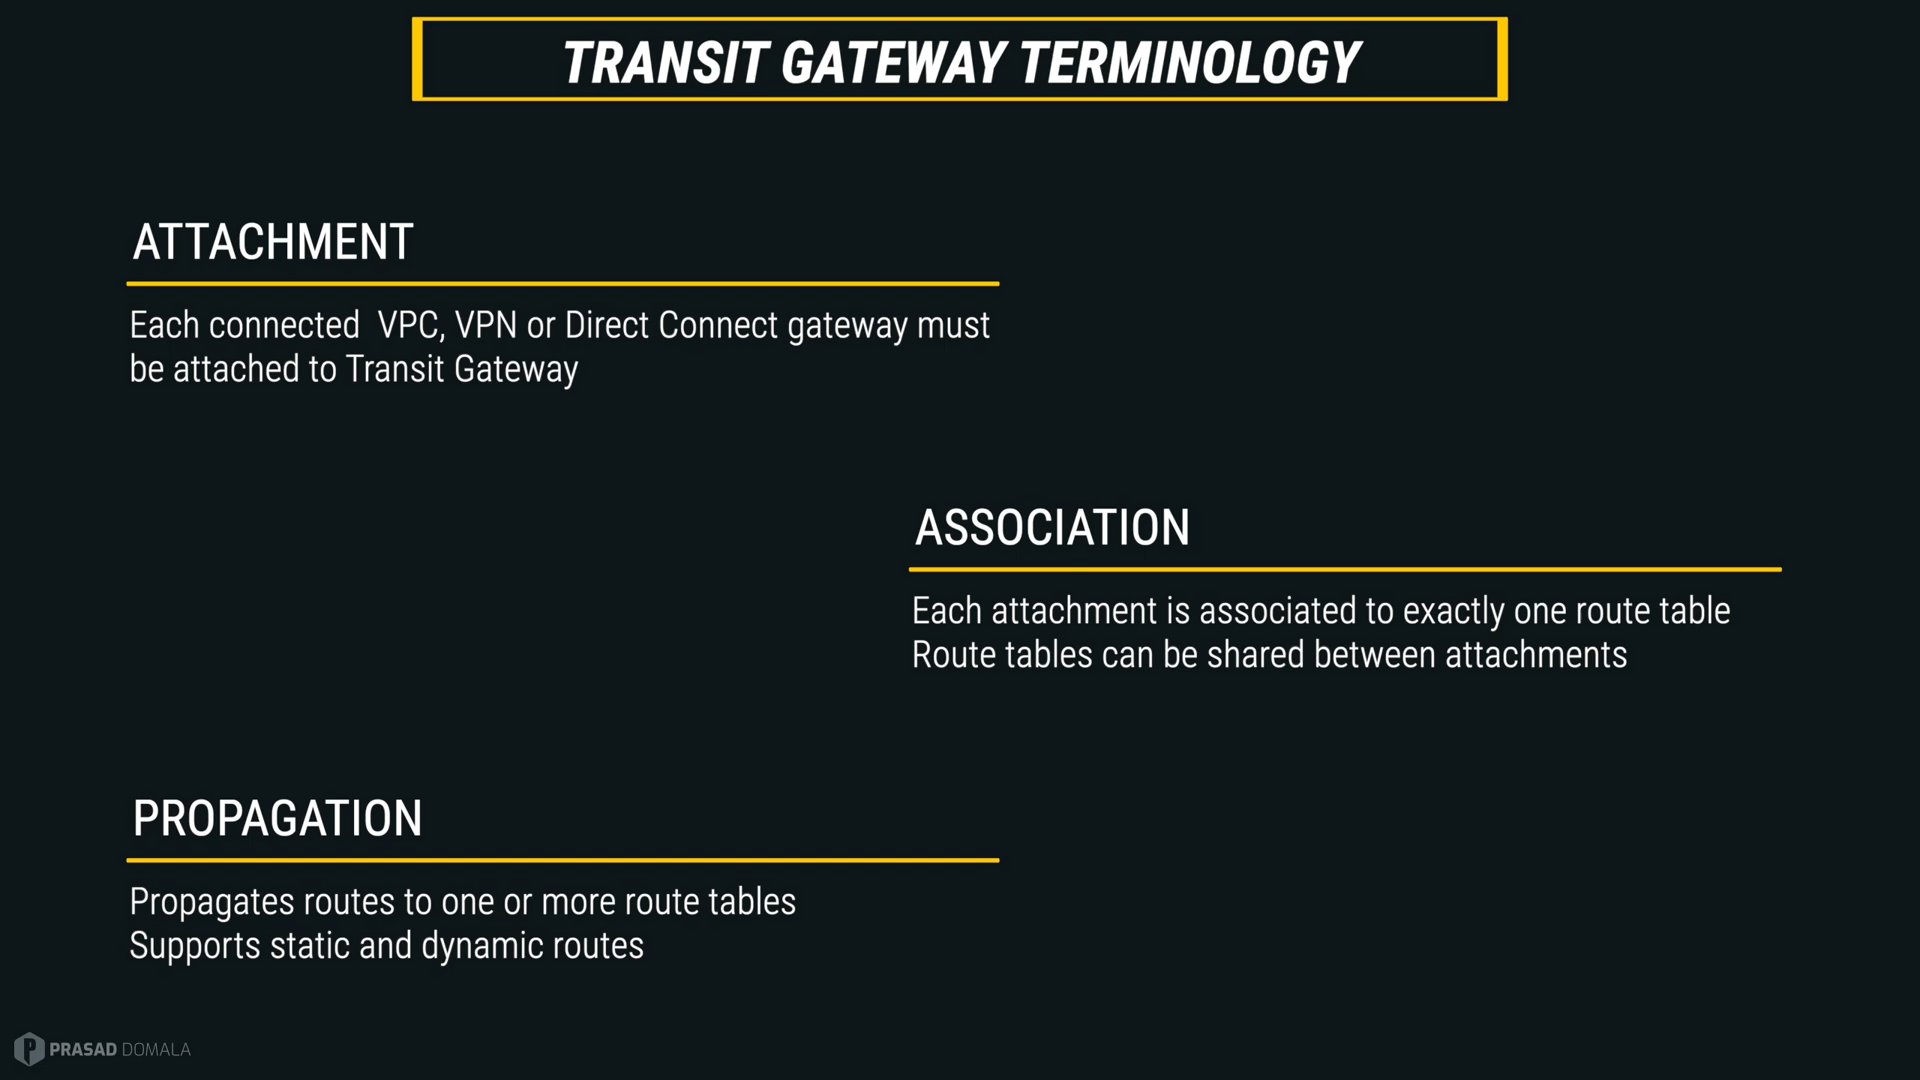 TRANSIT GATEWAY TERMINOLOGY
ATTACHMENT
Each connected  VPC, VPN or Direct Connect gateway must
be attached to Transit Gateway
ASSOCIATION
Each attachment is associated to exactly one route table
Route tables can be shared between attachments
PROPAGATION
Propagates routes to one or more route tables
Supports static and dynamic routes
PRASAD DOMALA